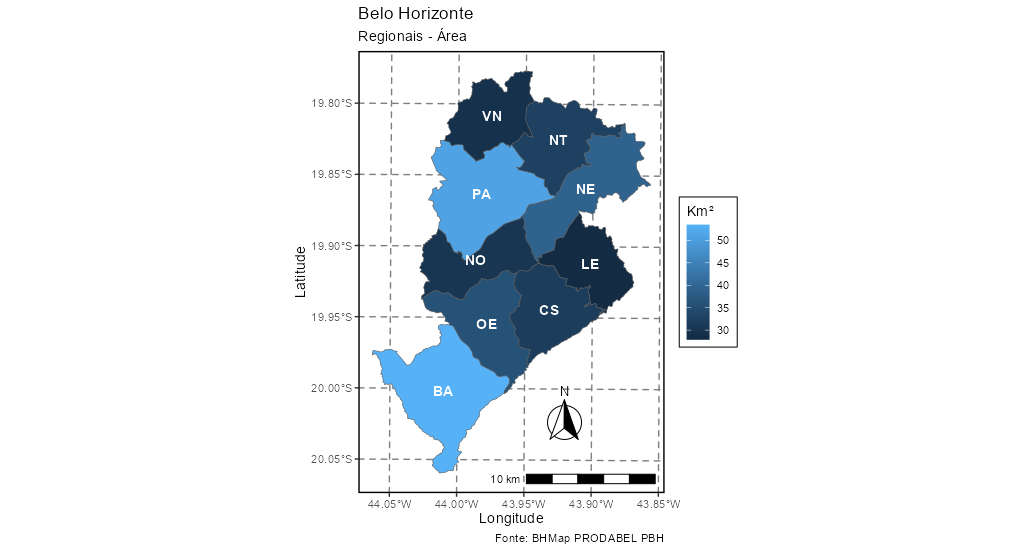 Belo Horizonte
Regionais - Área
19.80°S
19.85°S
19.90°S
19.95°S
20.00°S
20.05°S
Latitude
VN
NT
PA
NE
NO
LE
CS
OE
BA
N
10 km
44.05°W 44.00°W 43.95°W 43.90°W 43.85°W
Longitude
Fonte: BHMap PRODABEL PBH
Km²
50
45
40
35
30